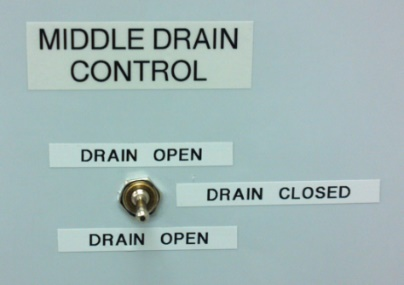 MIDDLE DRAIN
CONTROL
DRAIN OPEN
DRAIN CLOSED
DRAIN OPEN